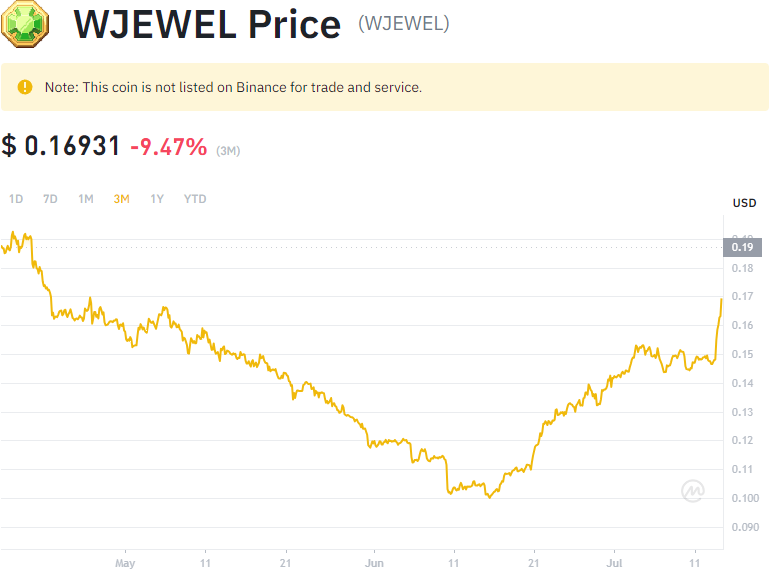 WJEWEL Price (WJEWEL)
Note: This coin is not listed on Binance for trade and service.
$ 0.16931 -9.47% (3M)
1D 7D 1M 3M 1Y YTD
USD
0.19
0.18
0.17
0.16
0.15
0.14
0.13
0.12
0.11
0.100
0.090
May 11 21 Jun 11 21 Jul 11